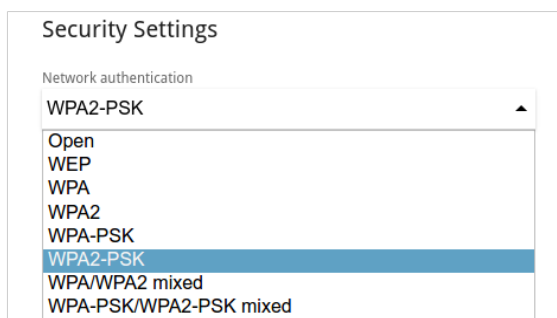 Security Settings
Network authentication
WPA2-PSK
Open
WEP
WPA
WPA2
WPA-PSK
WPA2-PSK
WPA/WPA2 mixed
WPA-PSK/WPA2-PSK mixed